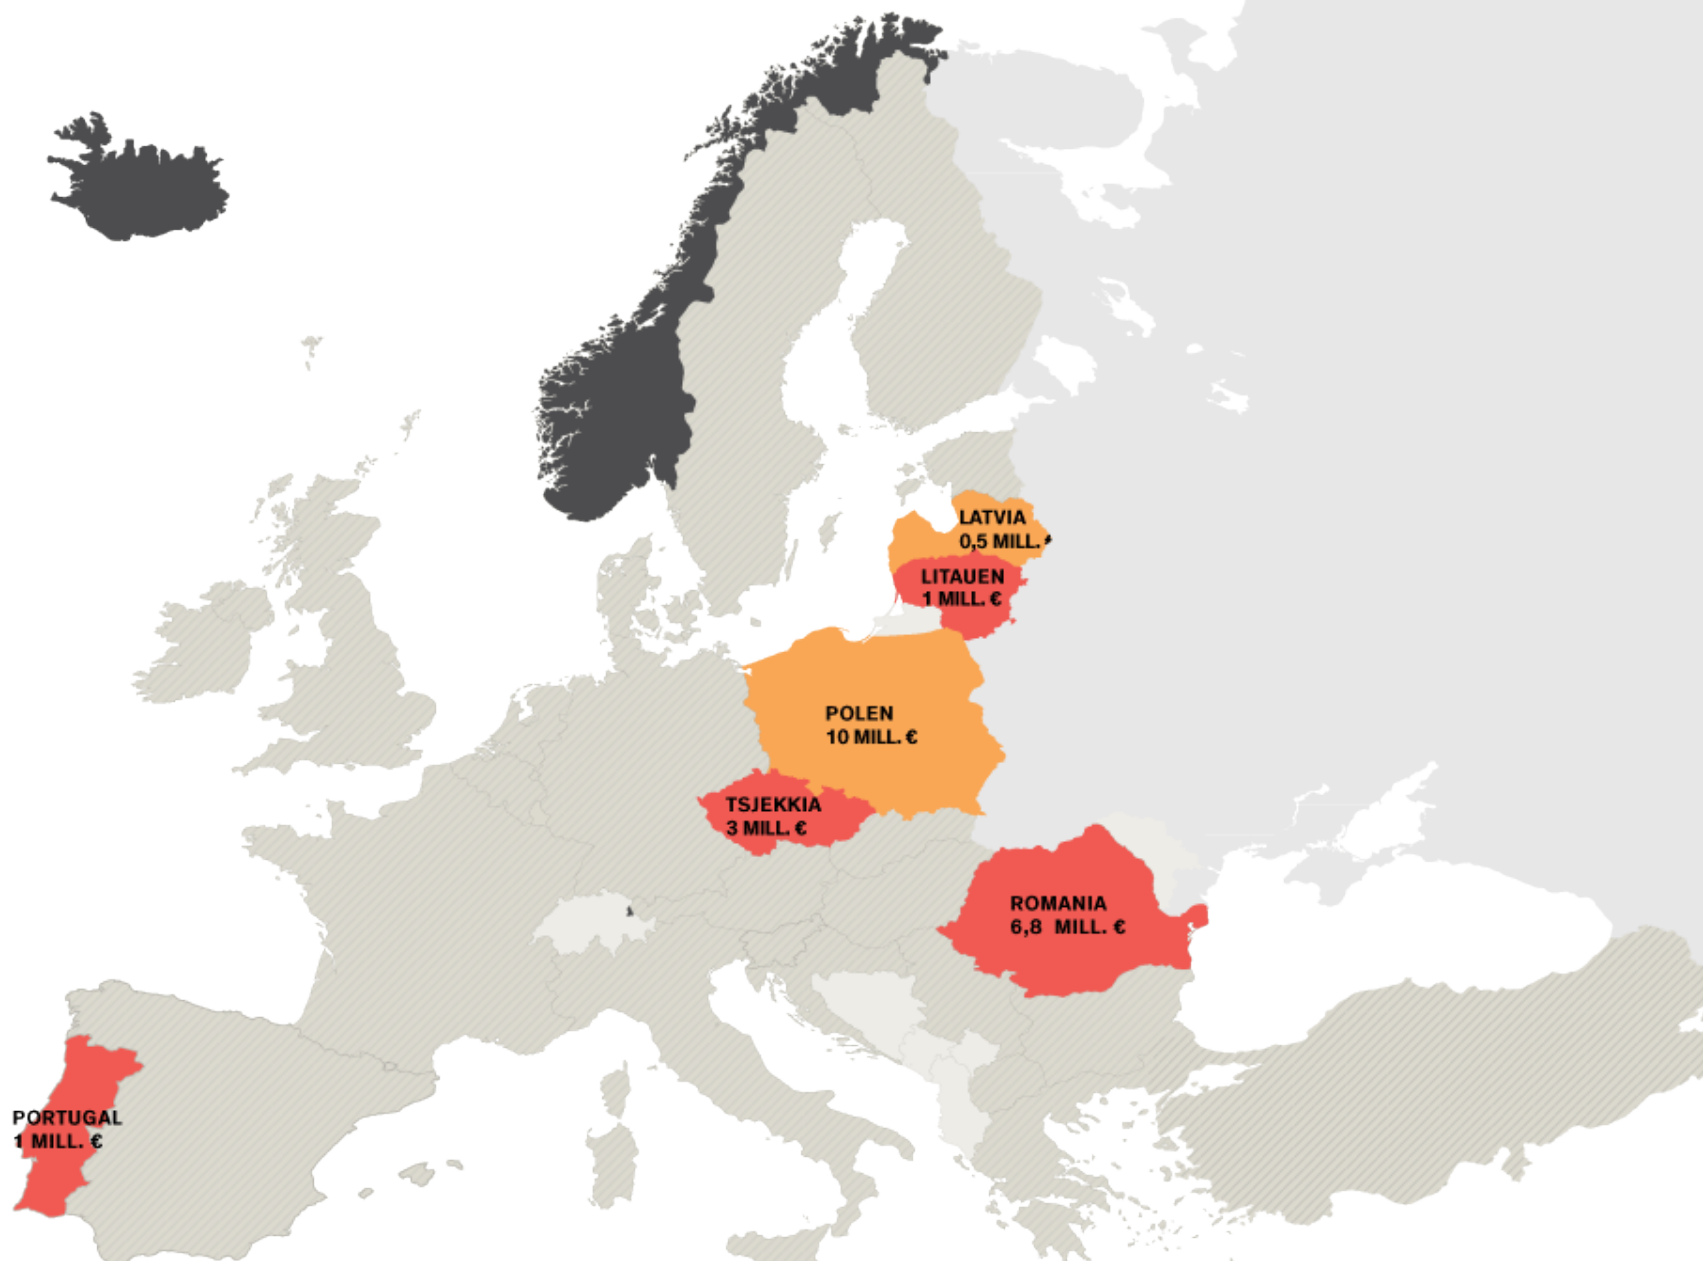 LATVIA
0,5 MILL.
LITAUEN
1 MILL. €
POLEN
10 MILL. €
TSJEKKIA
3 MILL. €
ROMANIA
6,8 MILL. €
PORTUGAL
1 MILL. €